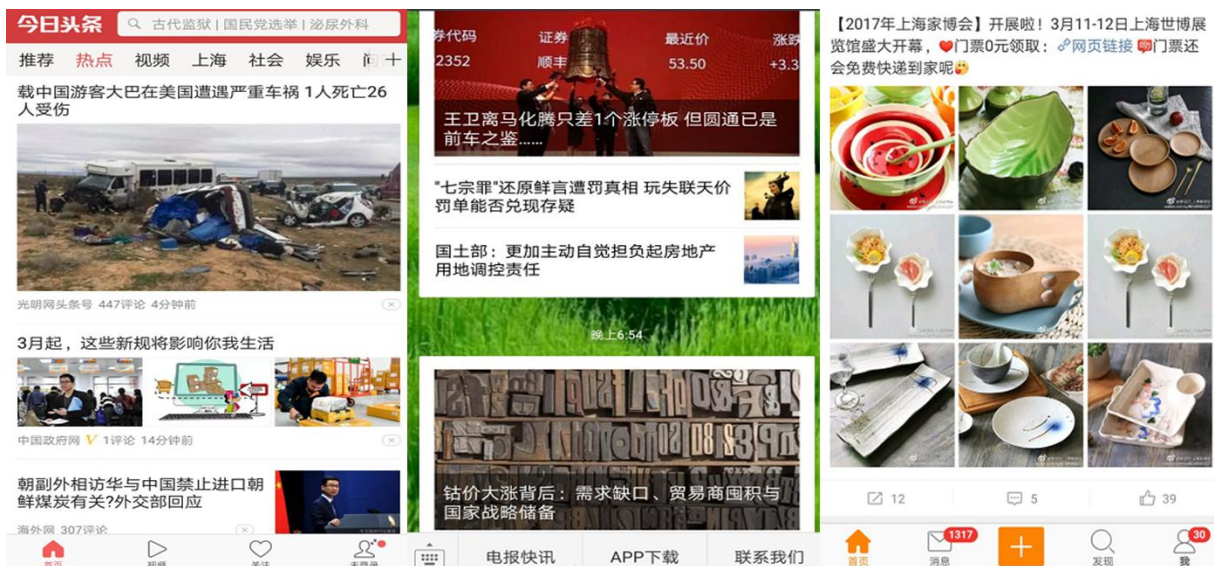 今日头条
古代监狱 | 国民党选举 | 泌尿外科
推荐 热点 视频 上海 社会 娱乐
载中国游客大巴在美国遭遇严重车祸 1人死亡26
人受伤
光明网头条号 447评论 4分钟前
3月起，这些新规将影响你我生活
中国政府网 V 1评论 14分钟前
朝副外相访华与中国禁止进口朝
鲜煤炭有关?外交部回应
海外网 307评论
首页 视频 关注 未登录
券代码 证券 最近价 涨跌
2352 顺丰 53.50 +3.3
王卫离马化腾只差1个涨停板 但圆通已是
前车之鉴……
"七宗罪"还原鲜言遭罚真相 玩失联天价
罚单能否兑现存疑
国土部：更加主动自觉担负起房地产
用地调控责任
晚上6:54
钴价大涨背后：需求缺口、贸易商囤积与
国家战略储备
电报快讯 APP下载 联系我们
【2017年上海家博会】开展啦！3月11-12日上海世博展
览馆盛大开幕，❤门票0元领取：网页链接 门票还
会免费快递到家呢
12 5 39
1317 30
首页 消息 发现 我